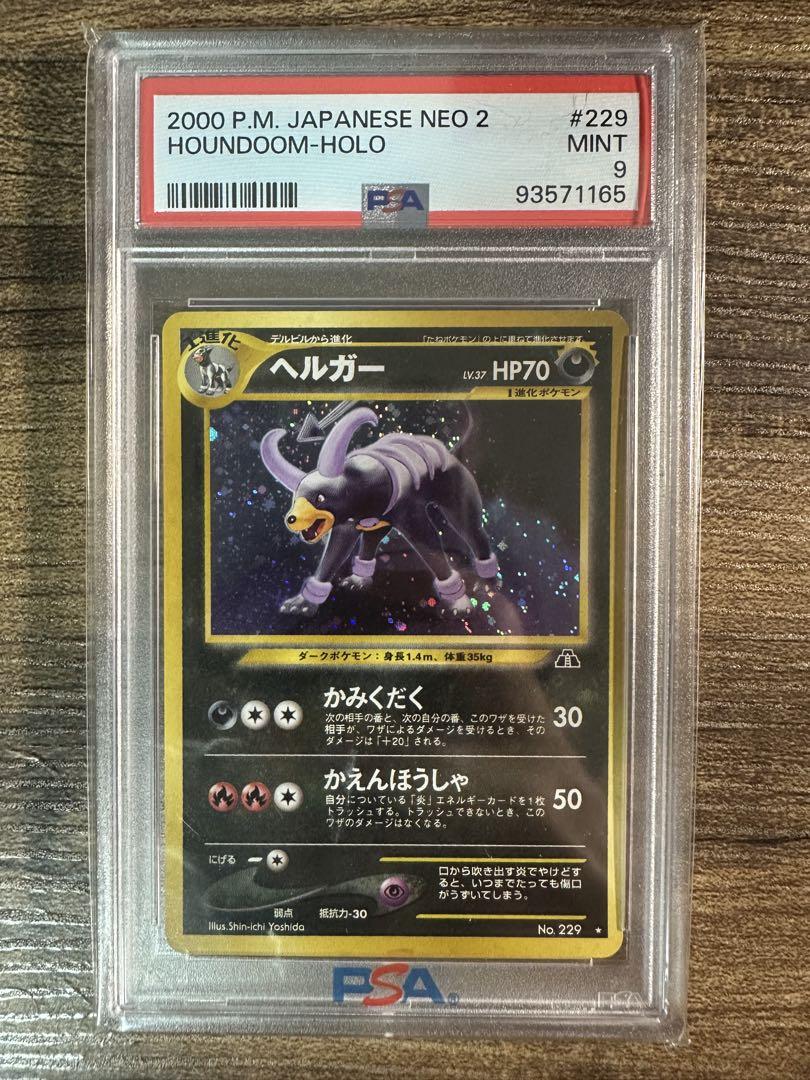 2000 P.M. JAPANESE NEO 2 #229
HOUNDOOM-HOLO MINT
9
93571165
PSA
1進化
デルビルから進化 「たねポケモン」の上に重ねて進化させます
ヘルガー LV.37 HP70
1進化ポケモン
ダークポケモン:身長1.4m、体重35kg
かみくだく 30
次の相手の番と、次の自分の番、このワザを受けた
相手が、ワザによるダメージを受けるとき、その
ダメージは「+20」される。
かえんほうしゃ 50
自分についている「炎」エネルギーカードを1枚
トラッシュする。トラッシュできないとき、この
ワザのダメージはなくなる。
にげる
口から吹き出す炎でやけどす
ると、いつまでたっても傷口
がうずいてしまう。
弱点 抵抗力-30
Illus.Shin-ichi Yoshida No. 229 ★
PSA®